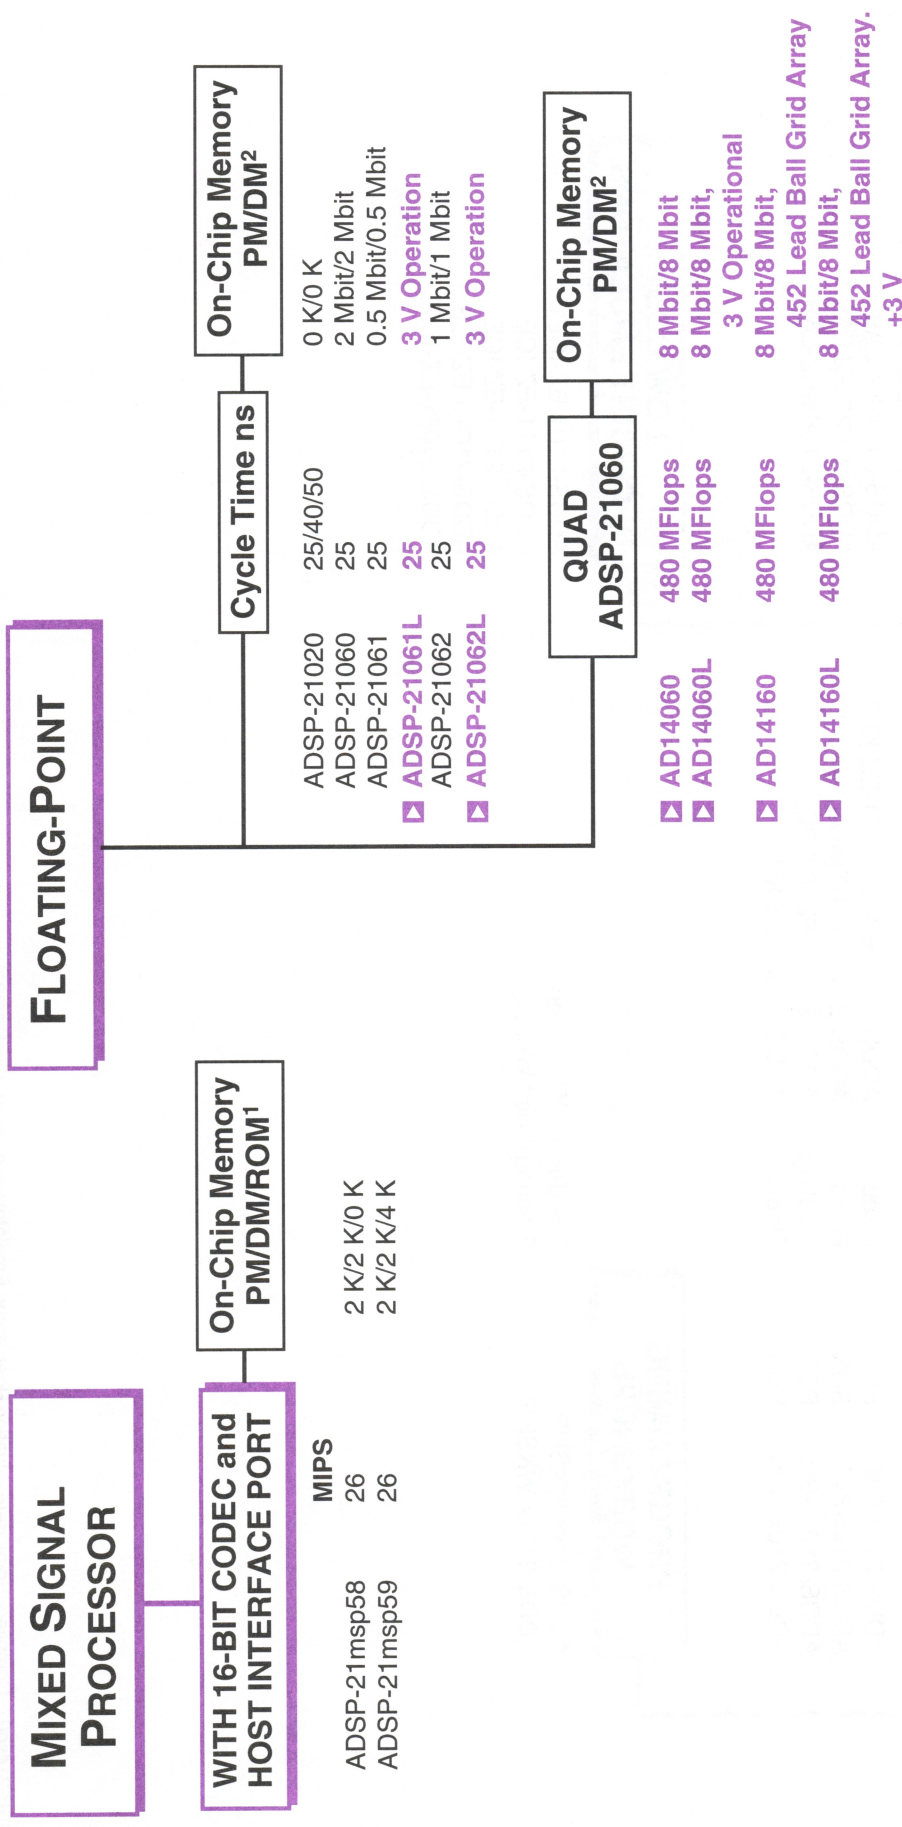 MIXED SIGNAL
PROCESSOR
WITH 16-BIT CODEC and
HOST INTERFACE PORT
On-Chip Memory
PM/DM/ROM¹
MIPS
ADSP-21msp58 26 2 K/2 K/0 K
ADSP-21msp59 26 2 K/2 K/4 K
FLOATING-POINT
Cycle Time ns
On-Chip Memory
PM/DM²
ADSP-21020 25/40/50 0 K/0 K
ADSP-21060 25 2 Mbit/2 Mbit
ADSP-21061 25 0.5 Mbit/0.5 Mbit
ADSP-21061L 25 3 V Operation
ADSP-21062 25 1 Mbit/1 Mbit
ADSP-21062L 25 3 V Operation
QUAD
ADSP-21060
On-Chip Memory
PM/DM²
AD14060 480 MFlops 8 Mbit/8 Mbit
AD14060L 480 MFlops 8 Mbit/8 Mbit,
3 V Operational
AD14160 480 MFlops 8 Mbit/8 Mbit,
452 Lead Ball Grid Array
AD14160L 480 MFlops 8 Mbit/8 Mbit,
452 Lead Ball Grid Array.
+3 V